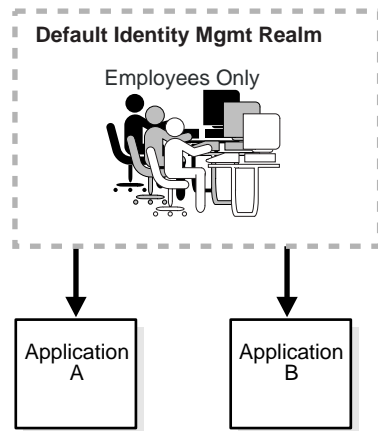 Default Identity Mgmt Realm
Employees Only
Application
A
Application
B